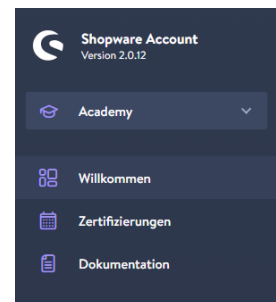 Shopware Account
Version 2.0.12
Academy
Willkommen
Zertifizierungen
Dokumentation